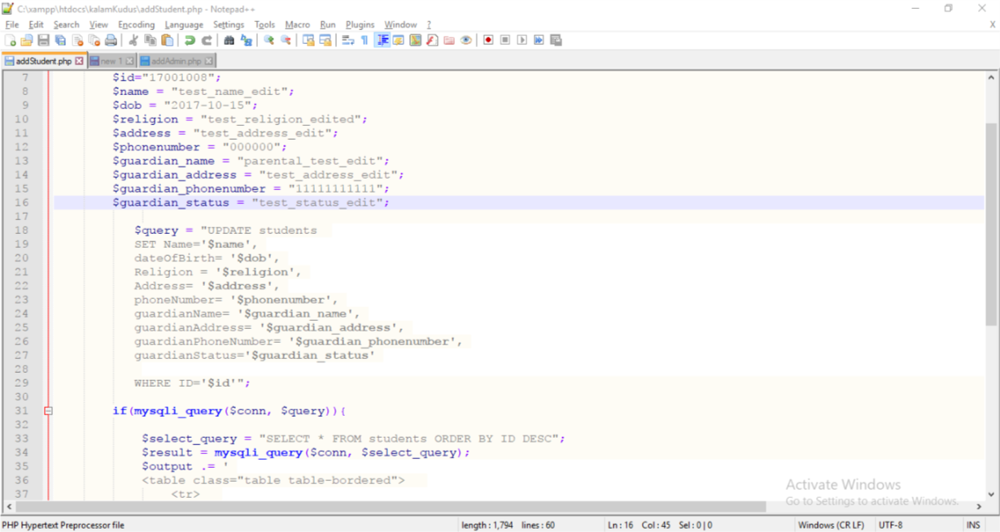 C:\xampp\htdocs\kalamKudus\addStudent.php - Notepad++
File Edit Search View Encoding Language Settings Tools Macro Run Plugins Window ? X
addStudent.php new 1 addAdmin.php
7 $id="17001008";
8 $name = "test_name_edit";
9 $dob = "2017-10-15";
10 $religion = "test_religion_edited";
11 $address = "test_address_edit";
12 $phonenumber = "000000";
13 $guardian_name = "parental_test_edit";
14 $guardian_address = "test_address_edit";
15 $guardian_phonenumber = "11111111111";
16 $guardian_status = "test_status_edit";
17
18 $query = "UPDATE students
19 SET Name='$name',
20 dateOfBirth= '$dob',
21 Religion = '$religion',
22 Address= '$address',
23 phoneNumber= '$phonenumber',
24 guardianName= '$guardian_name',
25 guardianAddress= '$guardian_address',
26 guardianPhoneNumber= '$guardian_phonenumber',
27 guardianStatus='$guardian_status'
28
29 WHERE ID='$id'";
30
31 if(mysqli_query($conn, $query)){
32
33 $select_query = "SELECT * FROM students ORDER BY ID DESC";
34 $result = mysqli_query($conn, $select_query);
35 $output .= '
36 <table class="table table-bordered">
37 <tr>
Activate Windows
Go to Settings to activate Windows.
PHP Hypertext Preprocessor file length : 1,794 lines : 60 Ln : 16 Col : 45 Sel : 0 | 0 Windows (CR LF) UTF-8 INS